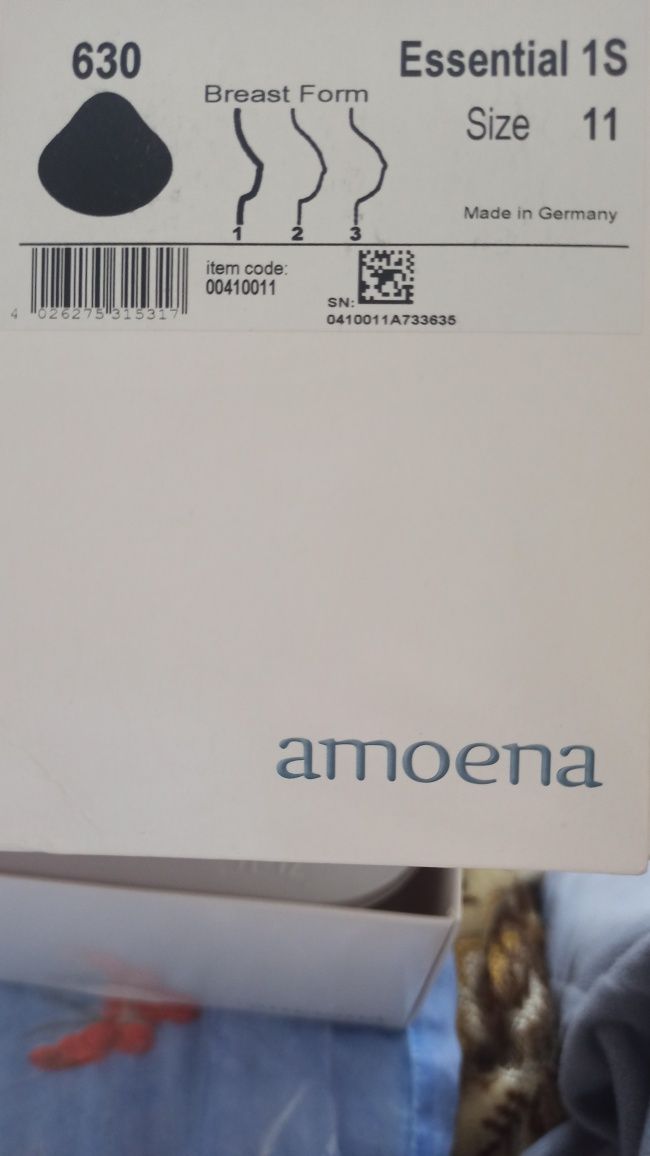 630
Essential 1S
Breast Form
Size 11
1 2 3
Made in Germany
item code:
00410011
4 026275 315317
SN:
0410011A733635
amoena